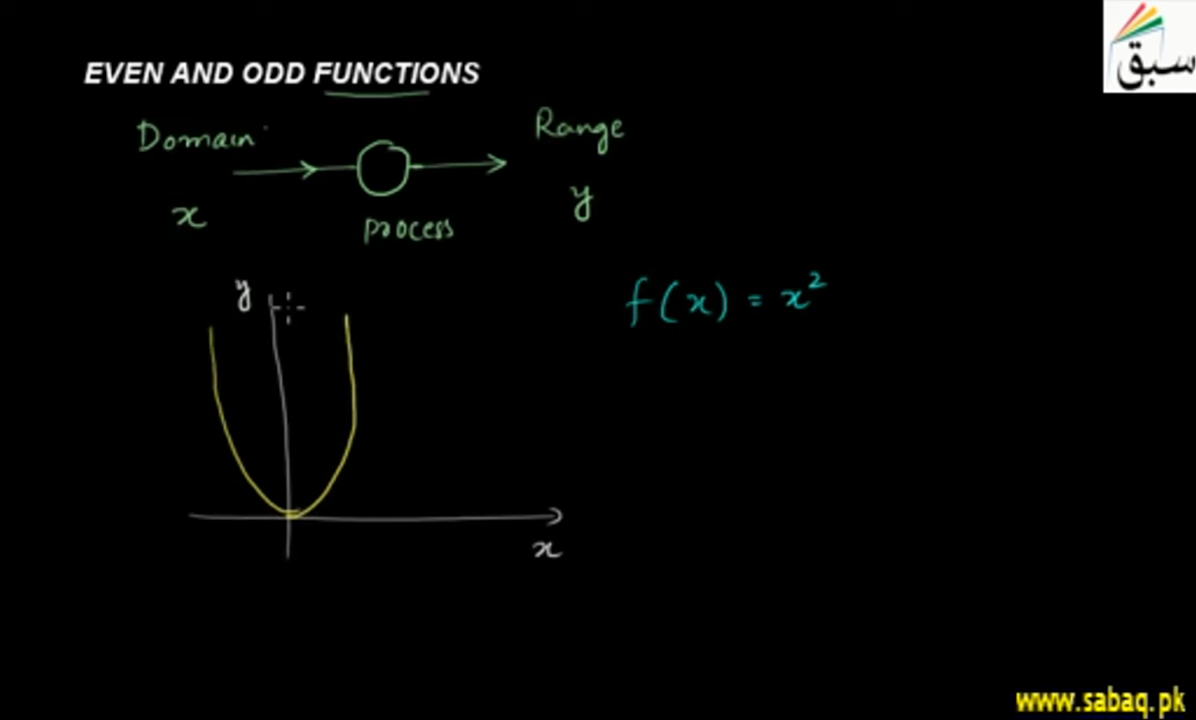 سبق
EVEN AND ODD FUNCTIONS
Domain
Range
x
y
process
y
f(x) = x²
x
www.sabaq.pk